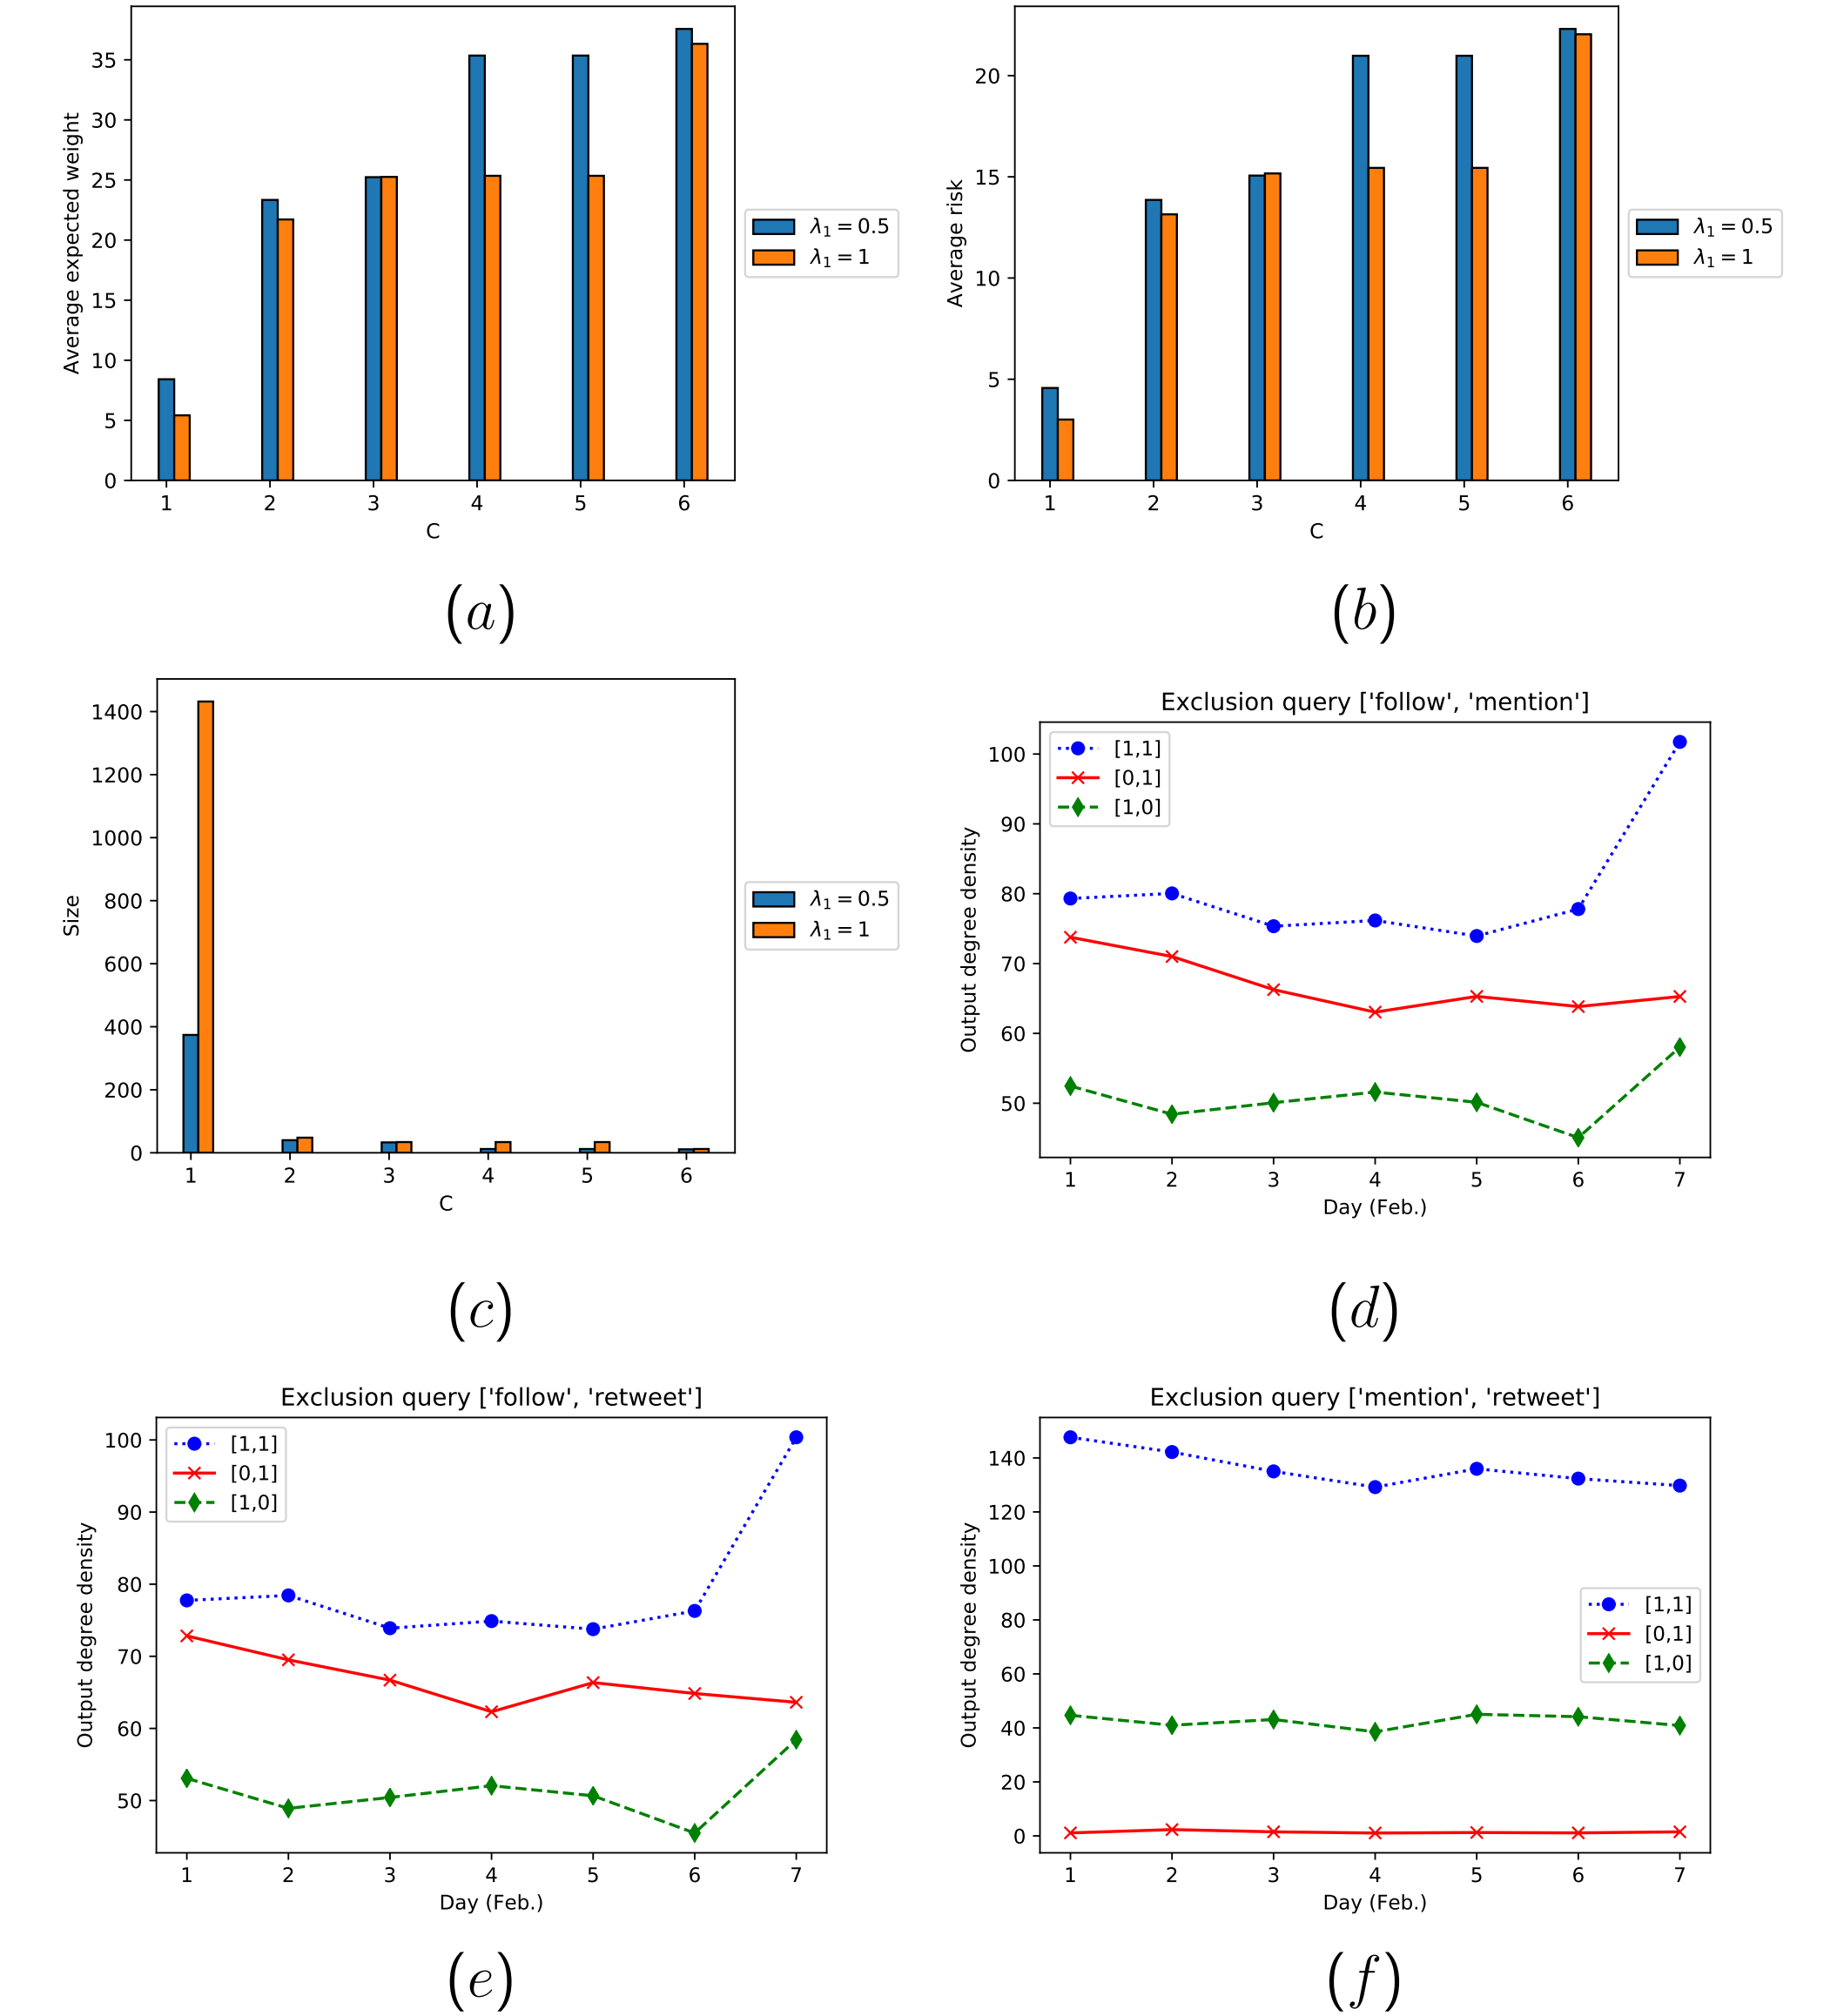 35
30
25
20
15
10
5
0
Average expected weight
1 2 3 4 5 6
C
λ₁ = 0.5
λ₁ = 1
(a)
20
15
10
5
0
Average risk
1 2 3 4 5 6
C
λ₁ = 0.5
λ₁ = 1
(b)
1400
1200
1000
800
600
400
200
0
Size
1 2 3 4 5 6
C
λ₁ = 0.5
λ₁ = 1
(c)
Exclusion query ['follow', 'mention']
[1,1]
[0,1]
[1,0]
100
90
80
70
60
50
Output degree density
1 2 3 4 5 6 7
Day (Feb.)
(d)
Exclusion query ['follow', 'retweet']
[1,1]
[0,1]
[1,0]
100
90
80
70
60
50
Output degree density
1 2 3 4 5 6 7
Day (Feb.)
(e)
Exclusion query ['mention', 'retweet']
140
120
100
80
60
40
20
0
Output degree density
[1,1]
[0,1]
[1,0]
1 2 3 4 5 6 7
Day (Feb.)
(f)